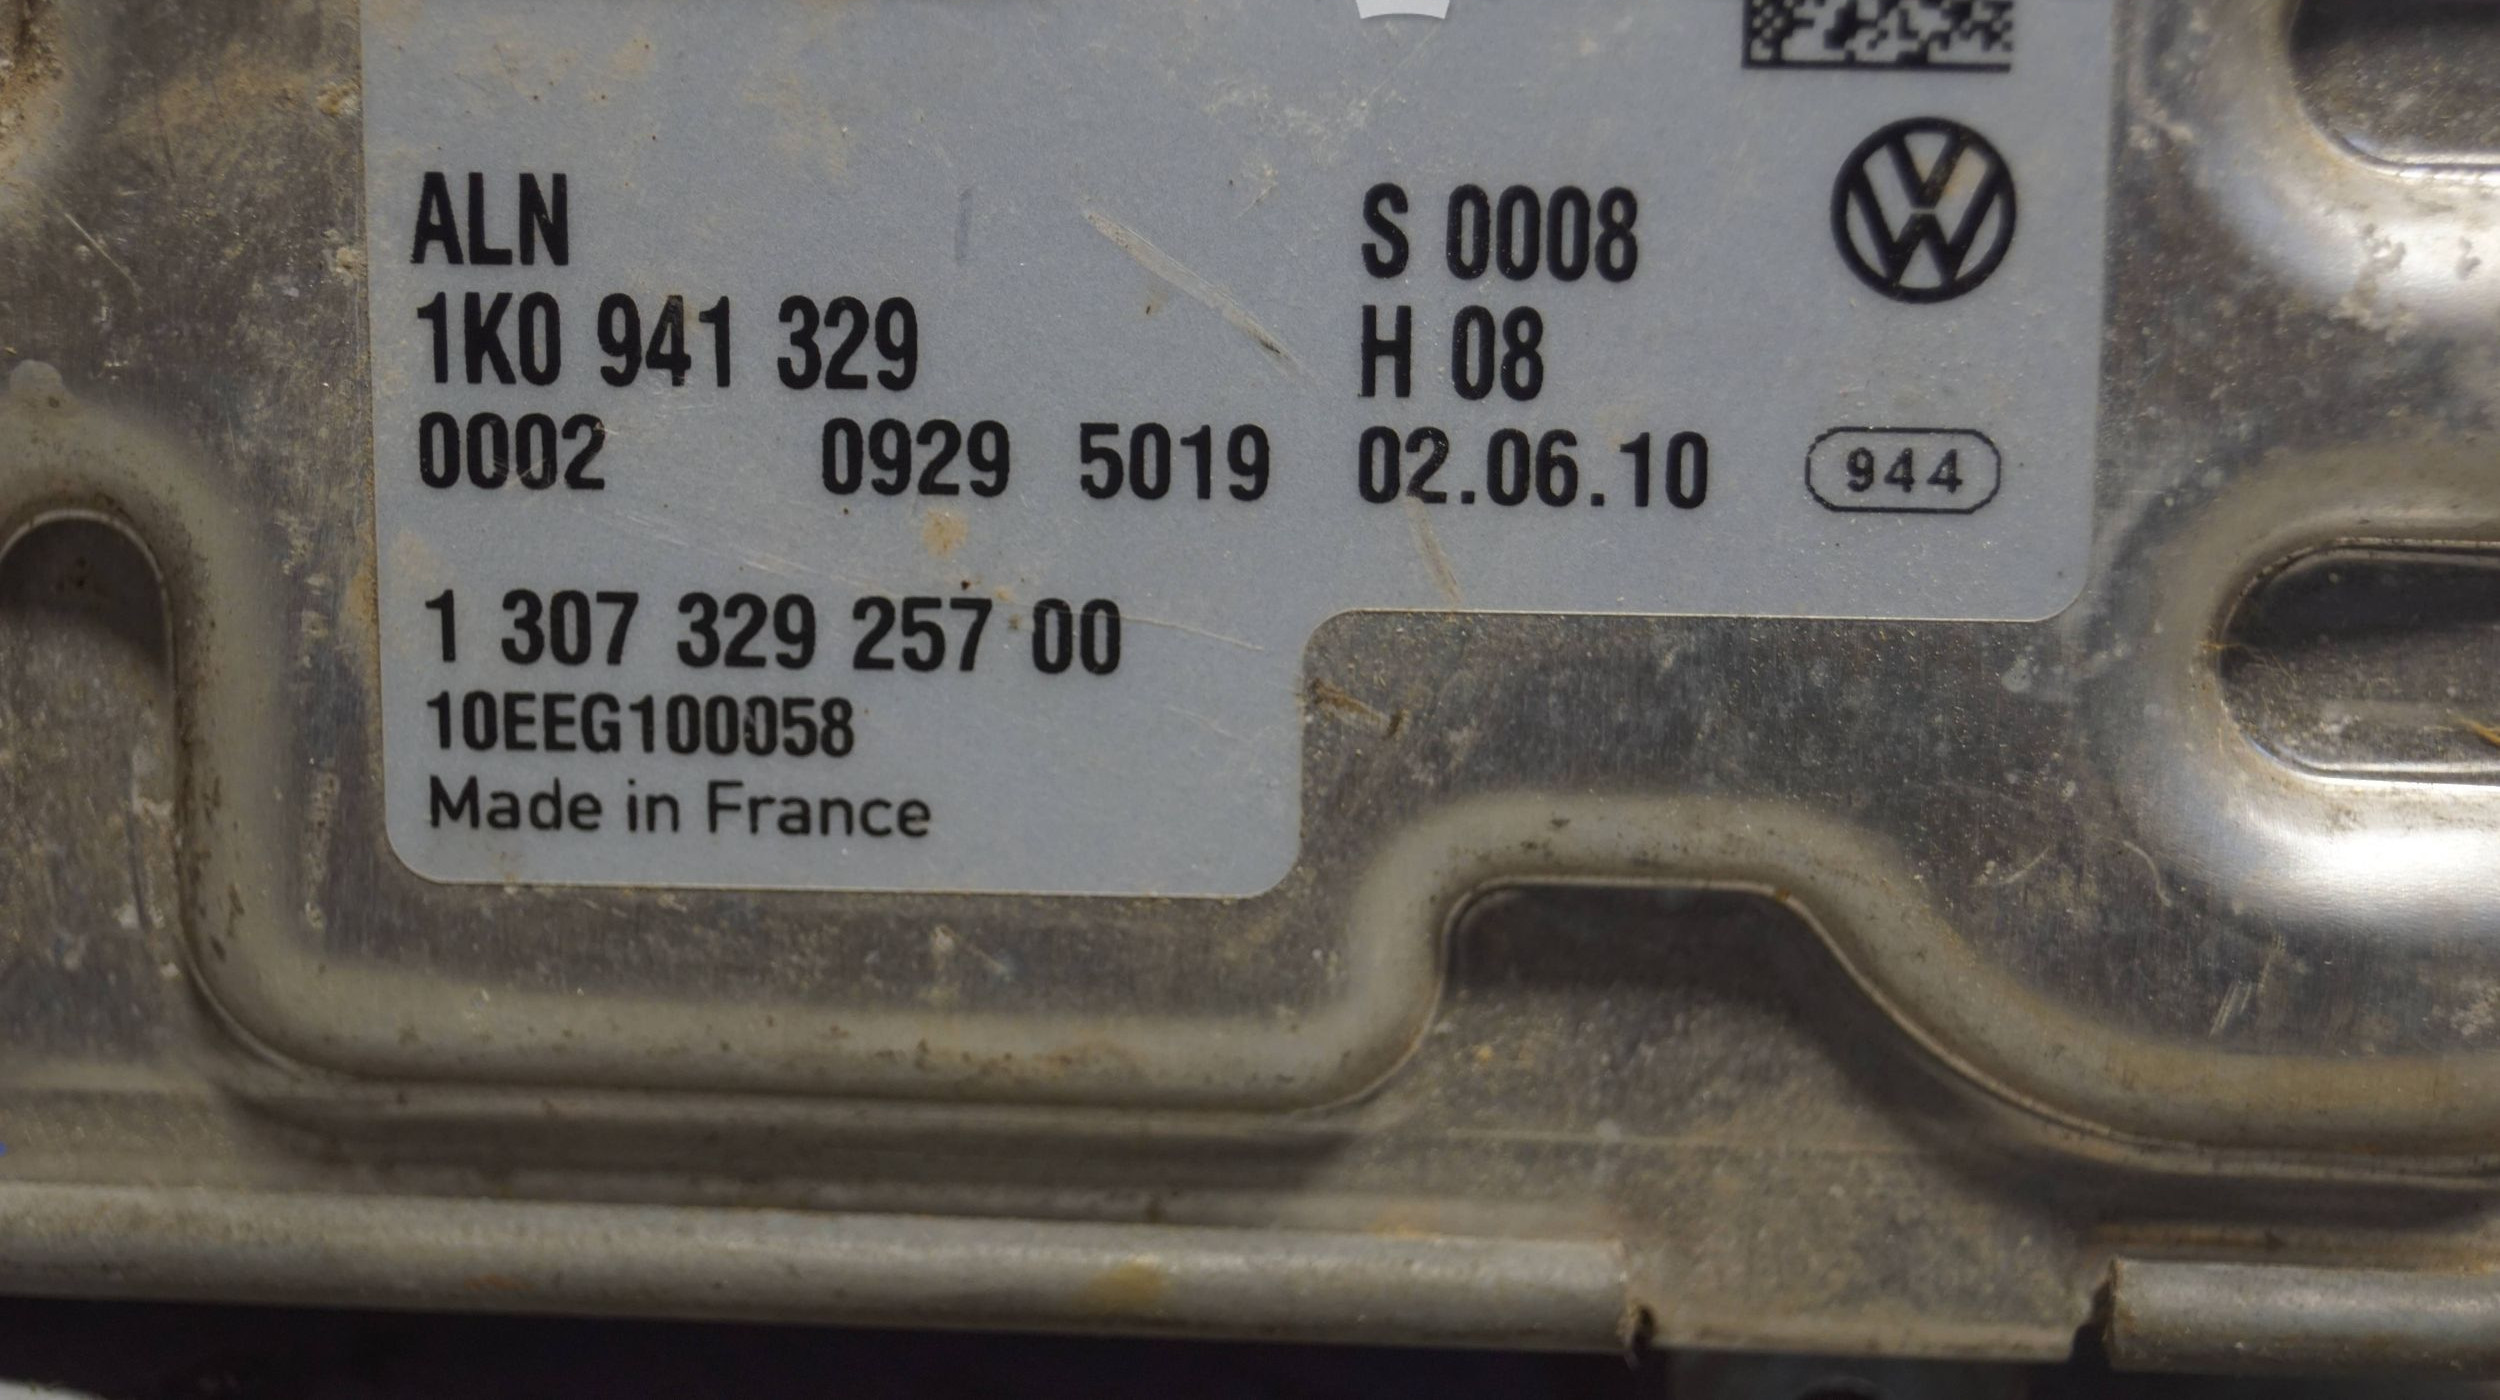 ALN S 0008
1K0 941 329 H 08
0002 0929 5019 02.06.10 944
1 307 329 257 00
10EEG100058
Made in France